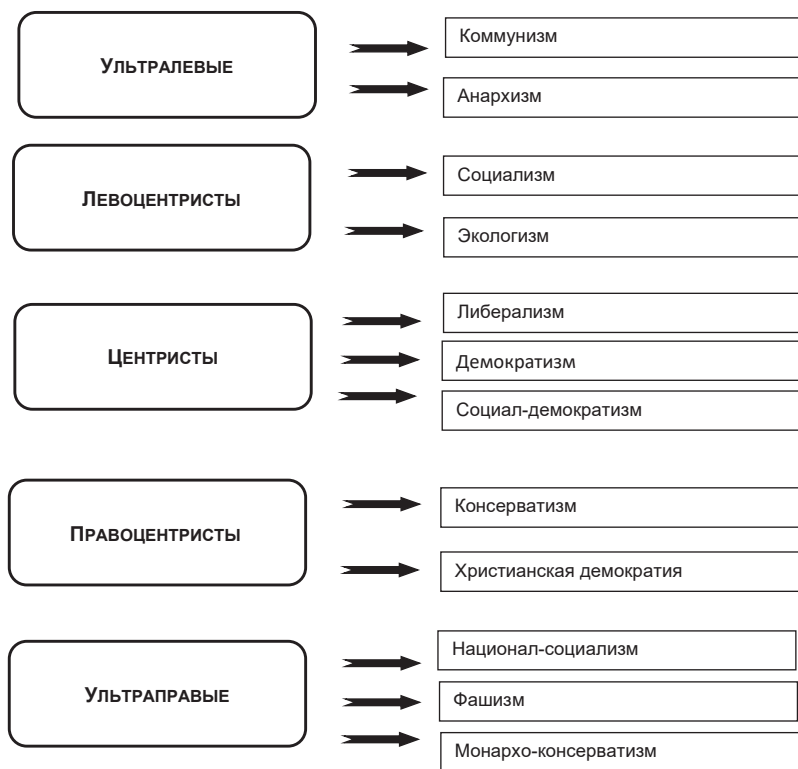 УЛЬТРАЛЕВЫЕ
Коммунизм
Анархизм
ЛЕВОЦЕНТРИСТЫ
Социализм
Экологизм
ЦЕНТРИСТЫ
Либерализм
Демократизм
Социал-демократизм
ПРАВОЦЕНТРИСТЫ
Консерватизм
Христианская демократия
УЛЬТРАПРАВЫЕ
Национал-социализм
Фашизм
Монархо-консерватизм